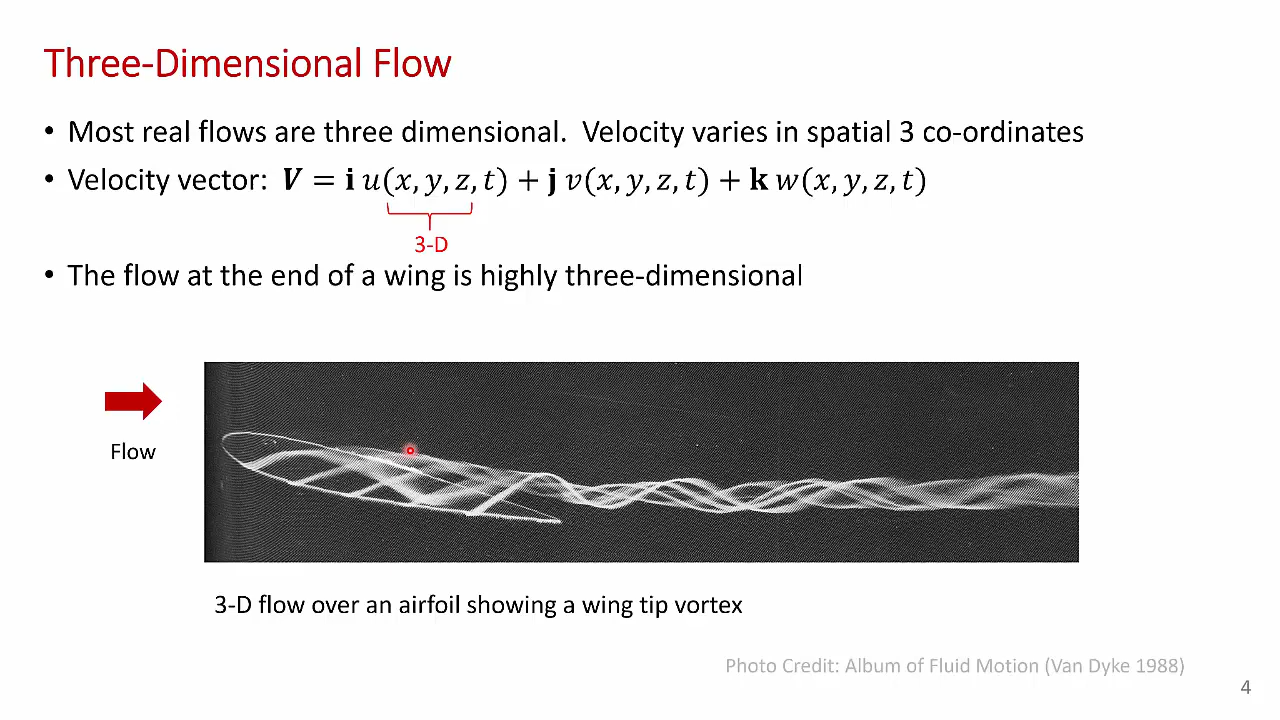 Three-Dimensional Flow
• Most real flows are three dimensional.  Velocity varies in spatial 3 co-ordinates
• Velocity vector:  𝑽 = 𝐢 𝑢(𝑥, 𝑦, 𝑧, 𝑡) + 𝐣 𝑣(𝑥, 𝑦, 𝑧, 𝑡) + 𝐤 𝑤(𝑥, 𝑦, 𝑧, 𝑡)
3-D
• The flow at the end of a wing is highly three-dimensional
Flow
3-D flow over an airfoil showing a wing tip vortex
Photo Credit: Album of Fluid Motion (Van Dyke 1988)
4